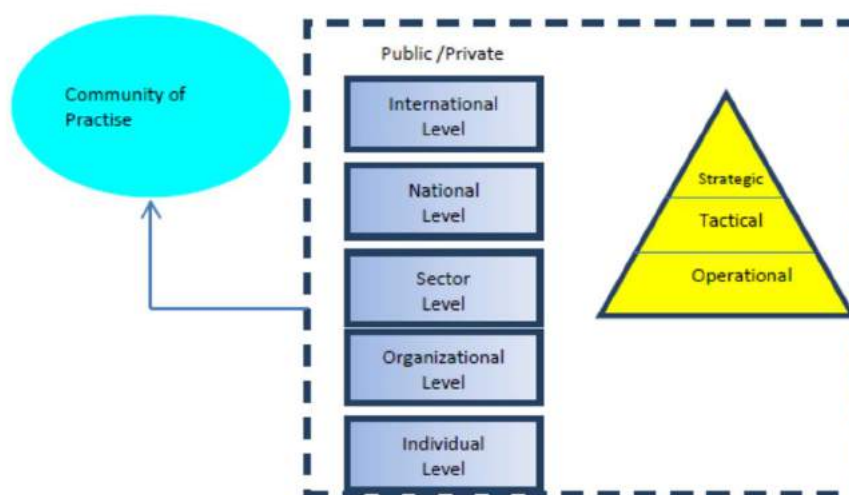 Community of
Practise
Public /Private
International
Level
National
Level
Sector
Level
Organizational
Level
Individual
Level
Strategic
Tactical
Operational